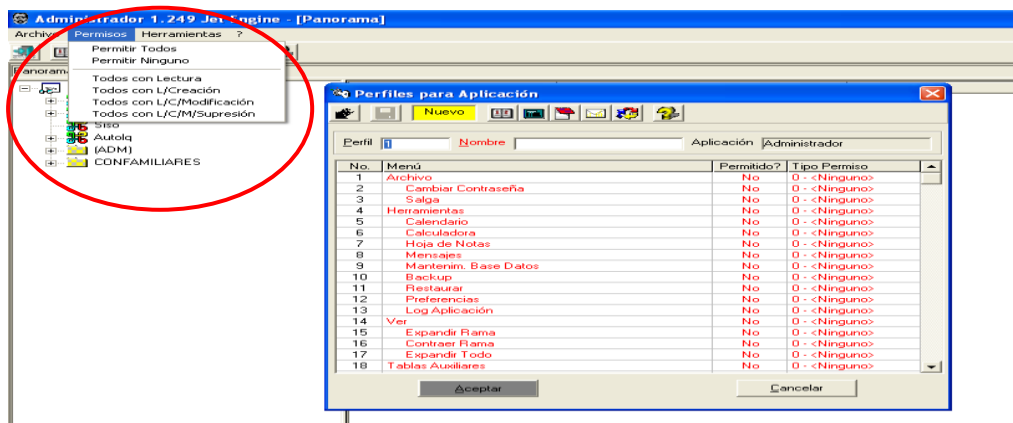 Administrador 1.249 Jet Engine - [Panorama]
Archivo Permisos Herramientas ?
Permitir Todos
Permitir Ninguno
Todos con Lectura
Todos con L/Creación
Todos con L/C/Modificación
Todos con L/C/M/Supresión
Panorama
Siso
Autolq
(ADM)
CONFAMILIARES
Perfiles para Aplicación
Nuevo
Perfil 1 Nombre Aplicación Administrador
No. Menú Permitido? Tipo Permiso
1 Archivo No 0 - <Ninguno>
2 Cambiar Contraseña No 0 - <Ninguno>
3 Salga No 0 - <Ninguno>
4 Herramientas No 0 - <Ninguno>
5 Calendario No 0 - <Ninguno>
6 Calculadora No 0 - <Ninguno>
7 Hoja de Notas No 0 - <Ninguno>
8 Mensajes No 0 - <Ninguno>
9 Mantenim. Base Datos No 0 - <Ninguno>
10 Backup No 0 - <Ninguno>
11 Restaurar No 0 - <Ninguno>
12 Preferencias No 0 - <Ninguno>
13 Log Aplicación No 0 - <Ninguno>
14 Ver No 0 - <Ninguno>
15 Expandir Rama No 0 - <Ninguno>
16 Contraer Rama No 0 - <Ninguno>
17 Expandir Todo No 0 - <Ninguno>
18 Tablas Auxiliares No 0 - <Ninguno>
Aceptar Cancelar